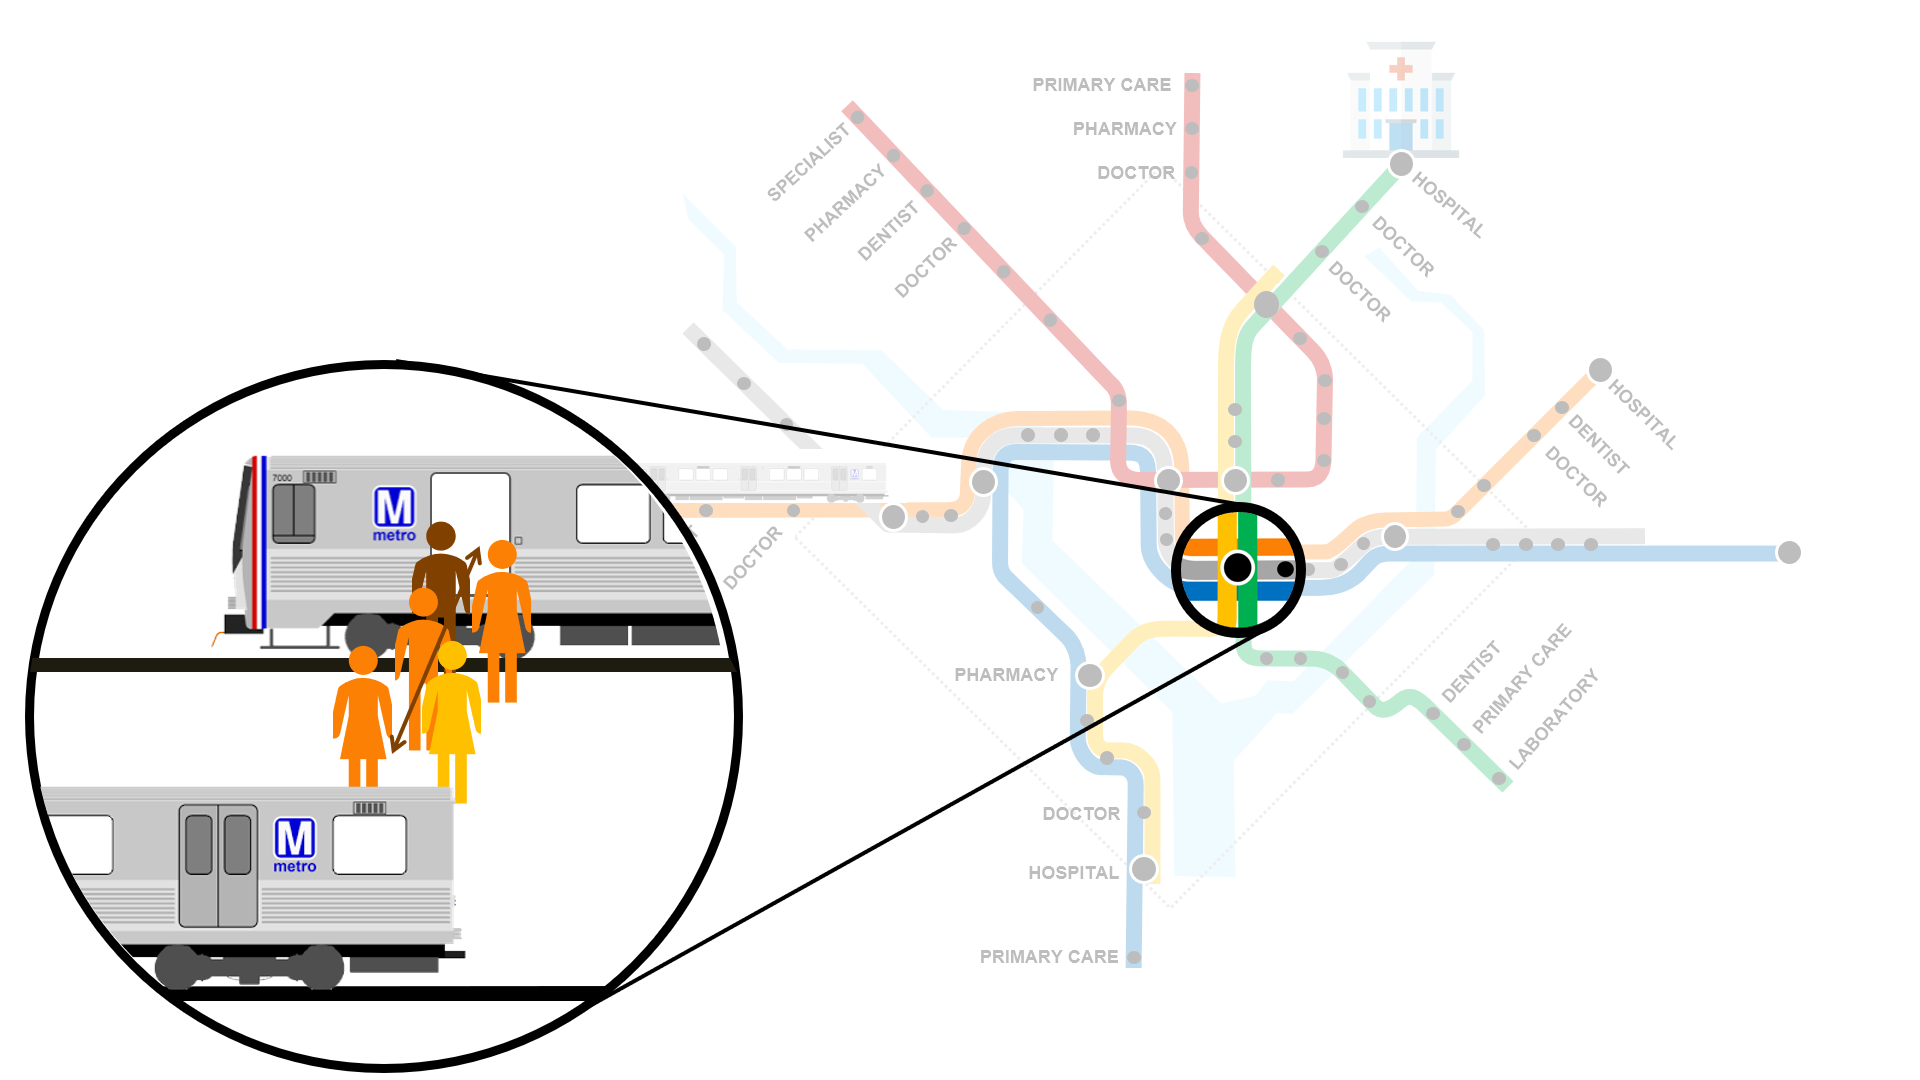 PRIMARY CARE
PHARMACY
DOCTOR
SPECIALIST
PHARMACY
DENTIST
DOCTOR
HOSPITAL
DOCTOR
DOCTOR
HOSPITAL
DENTIST
DOCTOR
7000
M
metro
DOCTOR
DENTIST
PRIMARY CARE
LABORATORY
PHARMACY
DOCTOR
HOSPITAL
PRIMARY CARE
M
metro